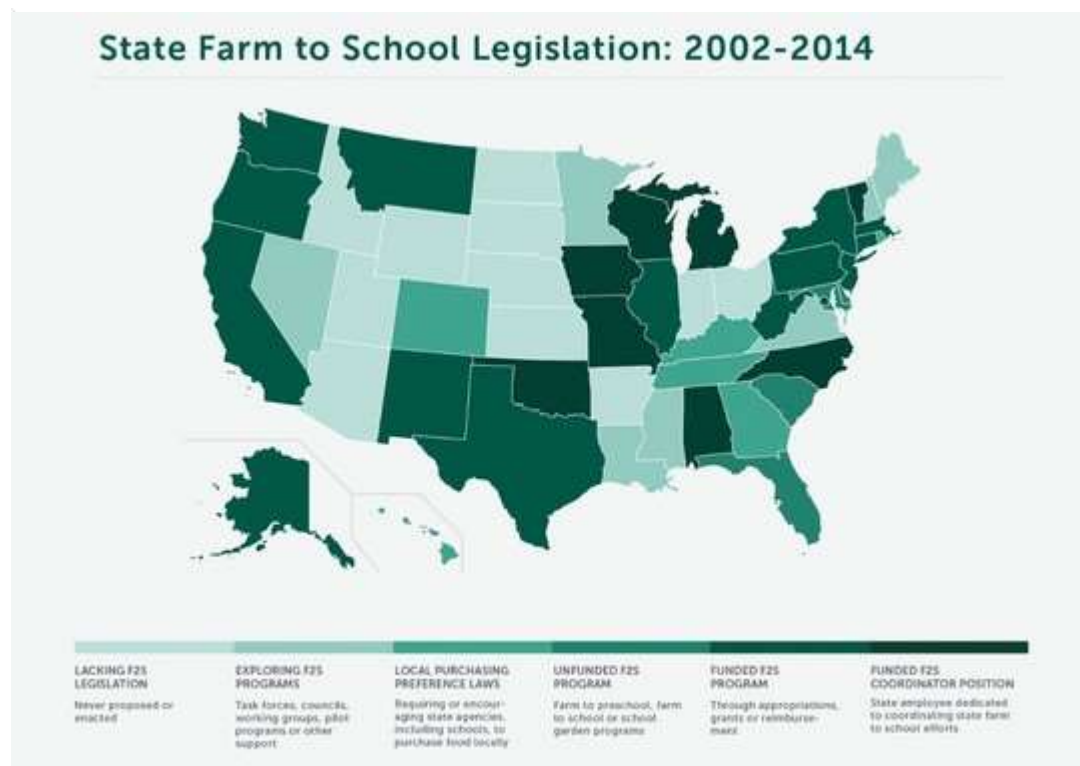 State Farm to School Legislation: 2002-2014
LACKING F2S
LEGISLATION
Never proposed or
enacted
EXPLORING F2S
PROGRAMS
Task forces, councils,
working groups, pilot
programs or other
support
LOCAL PURCHASING
PREFERENCE LAWS
Requiring or encour-
aging state agencies,
including schools, to
purchase food locally
UNFUNDED F2S
PROGRAM
Farm to preschool, farm
to school or school
garden programs
FUNDED F2S
PROGRAM
Through appropriations,
grants or reimburse-
ment
FUNDED F2S
COORDINATOR POSITION
State employee dedicated
to coordinating state farm
to school efforts